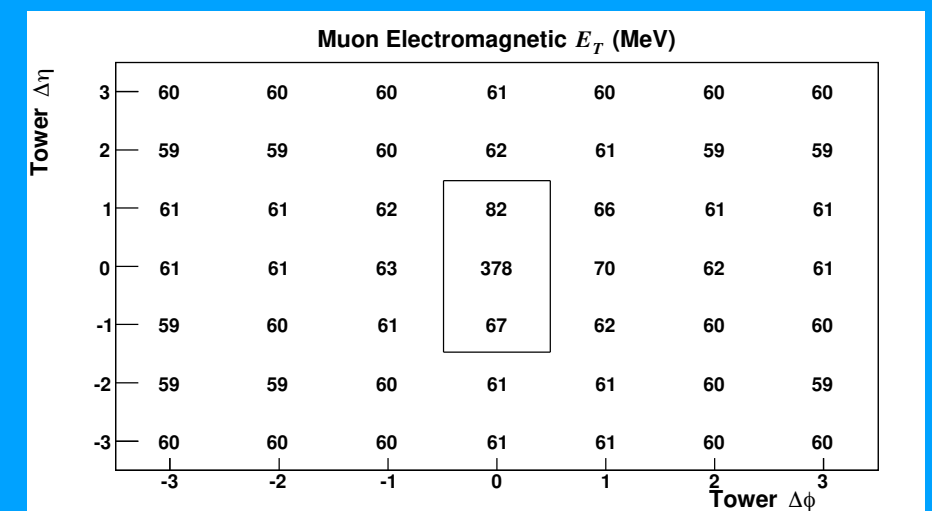 Muon Electromagnetic E_T (MeV)
Tower Δη
3 60 60 60 61 60 60 60
2 59 59 60 62 61 59 59
1 61 61 62 82 66 61 61
0 61 61 63 378 70 62 61
-1 59 60 61 67 62 60 60
-2 59 59 60 61 61 60 59
-3 60 60 60 61 61 60 60
-3 -2 -1 0 1 2 3
Tower Δϕ